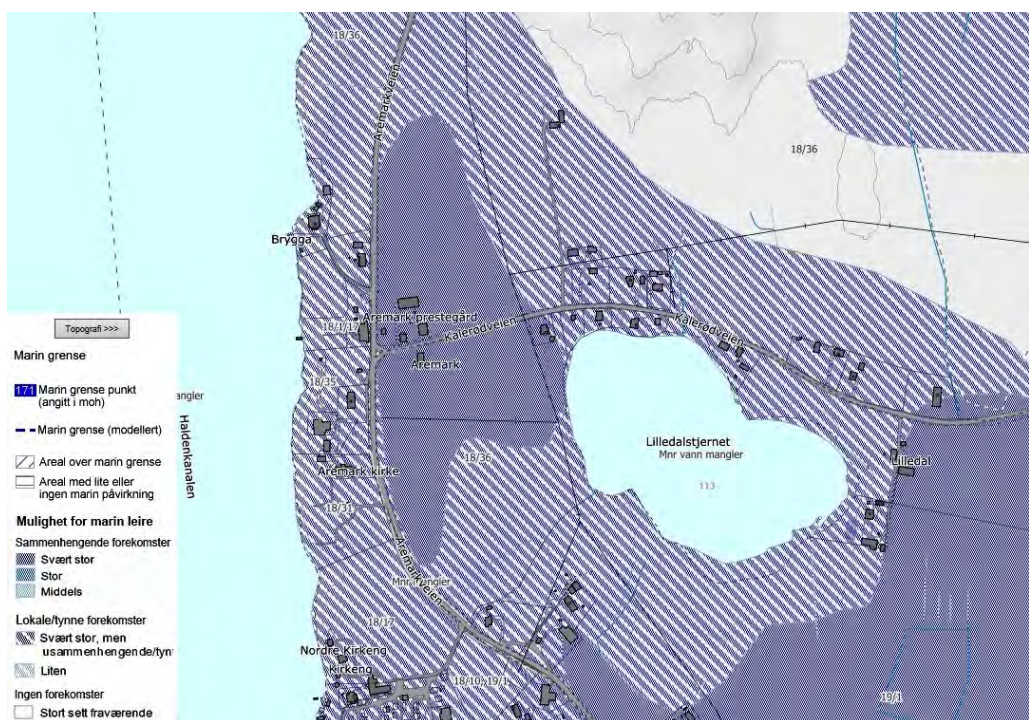 18/36
Aremarkveien
18/36
Brygga
Aremark prestegård
18/1/17
Kalerødveien
Kalerødveien
Aremark
18/35
Haldenkanalen
angler
Lilledalstjernet
Mnr vann mangler
113
Lilledal
18/36
Aremark kirke
18/31
Aremarkveien
18/17
Nordre Kirkeng
Kirkeng
18/10, 19/1
19/1
Topografi >>>
Marin grense
171 Marin grense punkt
(angitt i moh)
Marin grense (modellert)
Areal over marin grense
Areal med lite eller
ingen marin påvirkning
Mulighet for marin leire
Sammenhengende forekomster
Svært stor
Stor
Middels
Lokale/tynne forekomster
Svært stor, men
usammenhengende/tyn
Liten
Ingen forekomster
Stort sett fraværende